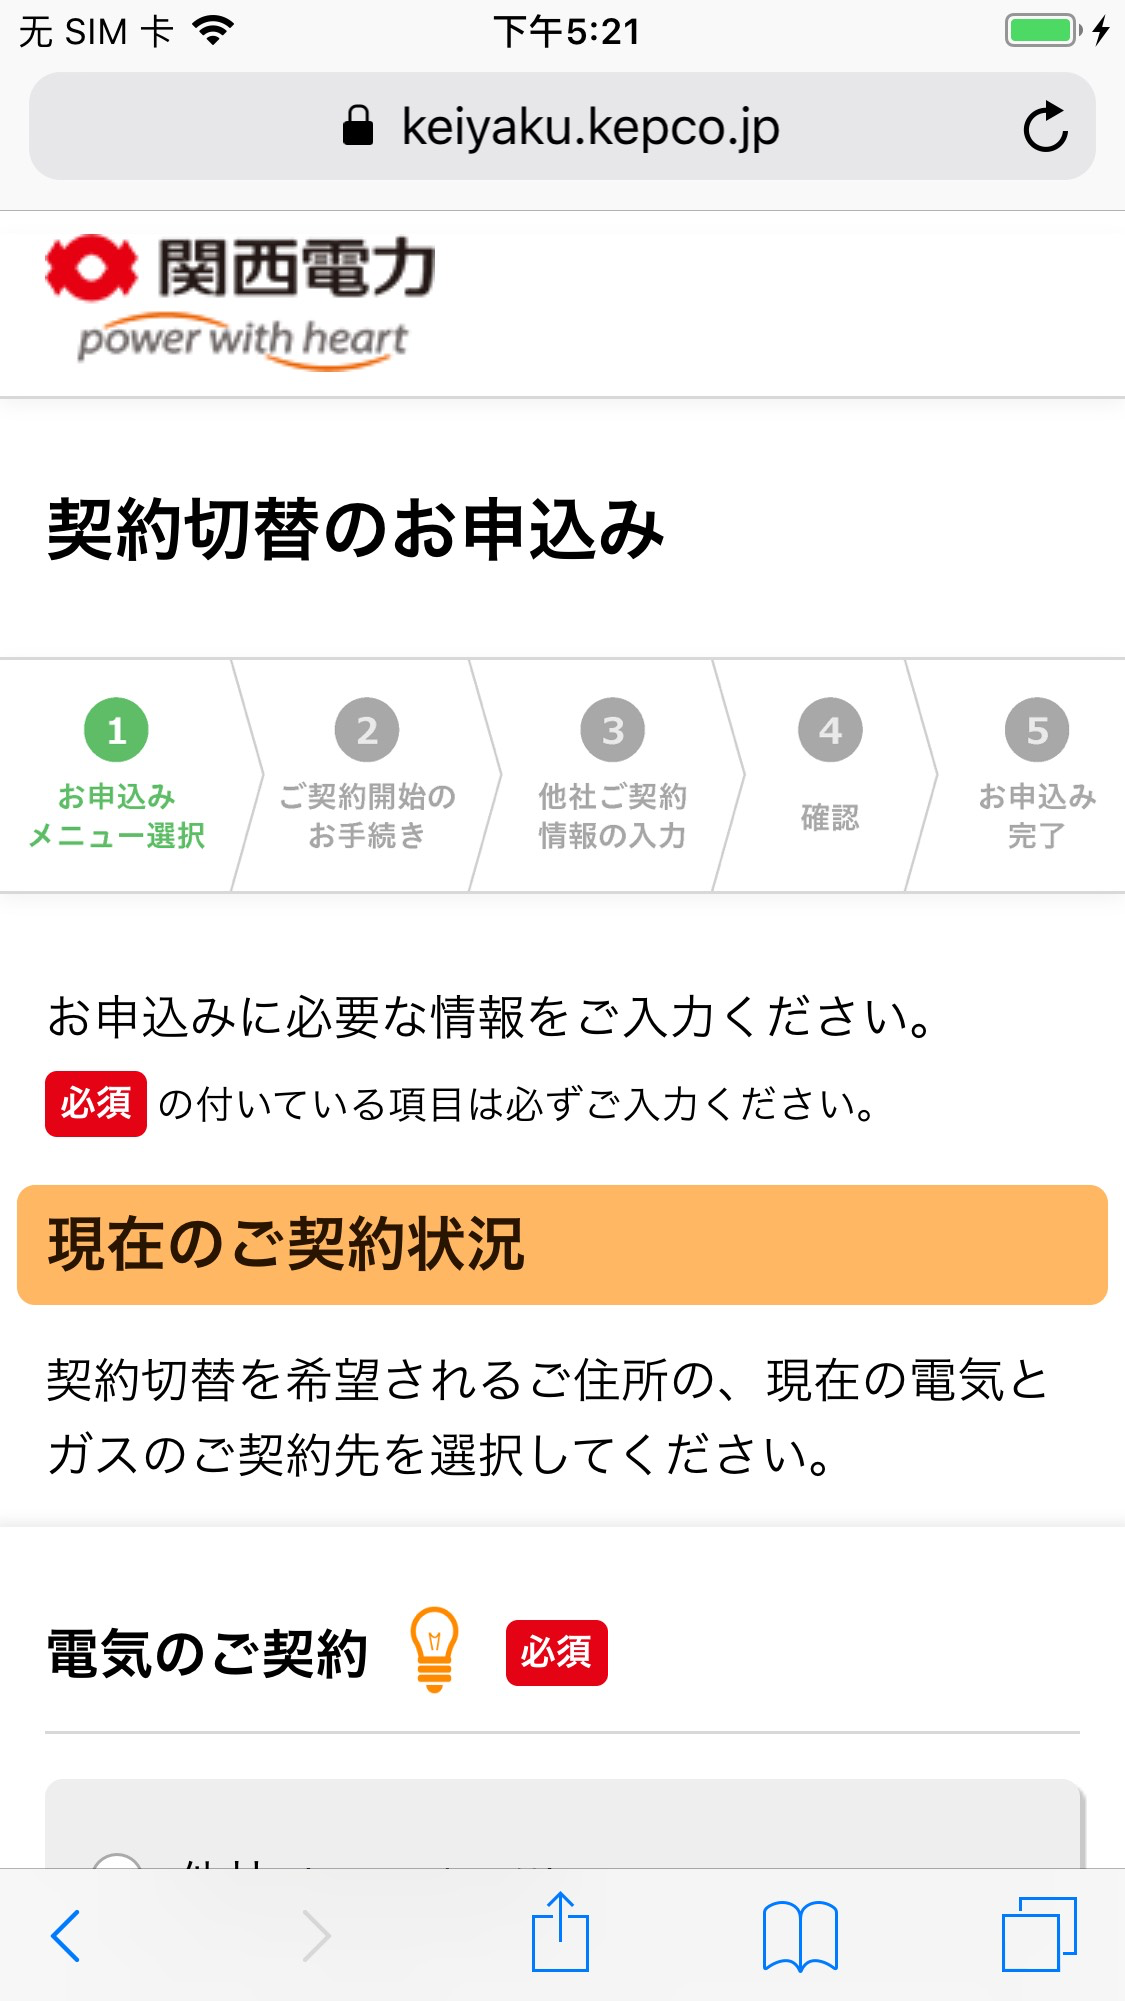 无 SIM 卡
下午5:21
keiyaku.kepco.jp
関西電力
power with heart
契約切替のお申込み
1
お申込み
メニュー選択
2
ご契約開始の
お手続き
3
他社ご契約
情報の入力
4
確認
5
お申込み
完了
お申込みに必要な情報をご入力ください。
必須 の付いている項目は必ずご入力ください。
現在のご契約状況
契約切替を希望されるご住所の、現在の電気と
ガスのご契約先を選択してください。
電気のご契約 必須